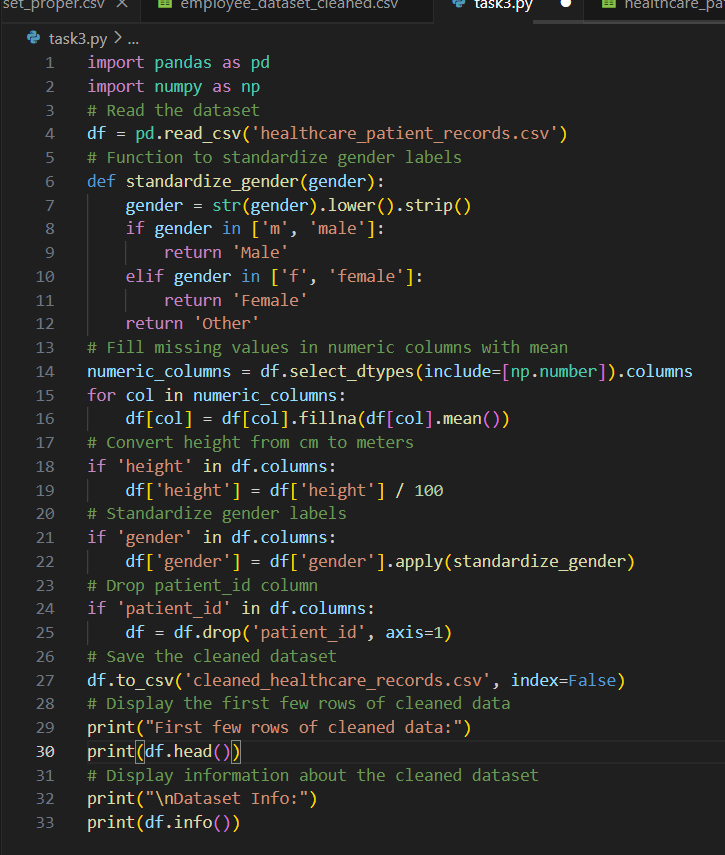 set_proper.csv × employee_dataset_cleaned.csv task3.py ● healthcare_pat
task3.py > ...
1 import pandas as pd
2 import numpy as np
3 # Read the dataset
4 df = pd.read_csv('healthcare_patient_records.csv')
5 # Function to standardize gender labels
6 def standardize_gender(gender):
7     gender = str(gender).lower().strip()
8     if gender in ['m', 'male']:
9         return 'Male'
10     elif gender in ['f', 'female']:
11         return 'Female'
12     return 'Other'
13 # Fill missing values in numeric columns with mean
14 numeric_columns = df.select_dtypes(include=[np.number]).columns
15 for col in numeric_columns:
16     df[col] = df[col].fillna(df[col].mean())
17 # Convert height from cm to meters
18 if 'height' in df.columns:
19     df['height'] = df['height'] / 100
20 # Standardize gender labels
21 if 'gender' in df.columns:
22     df['gender'] = df['gender'].apply(standardize_gender)
23 # Drop patient_id column
24 if 'patient_id' in df.columns:
25     df = df.drop('patient_id', axis=1)
26 # Save the cleaned dataset
27 df.to_csv('cleaned_healthcare_records.csv', index=False)
28 # Display the first few rows of cleaned data
29 print("First few rows of cleaned data:")
30 print(df.head())
31 # Display information about the cleaned dataset
32 print("\nDataset Info:")
33 print(df.info())